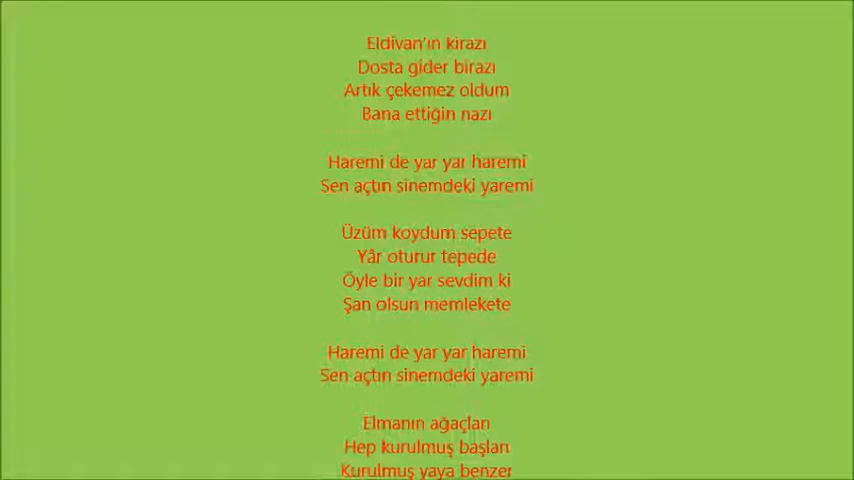 Eldivan'ın kirazı
Dosta gider birazı
Artık çekemez oldum
Bana ettiğin nazı
Haremi de yar yar haremi
Sen açtın sinemdeki yaremi
Üzüm koydum sepete
Yâr oturur tepede
Öyle bir yar sevdim ki
Şan olsun memlekete
Haremi de yar yar haremi
Sen açtın sinemdeki yaremi
Elmanın ağaçları
Hep kurulmuş başları
Kurulmuş yaya benzer